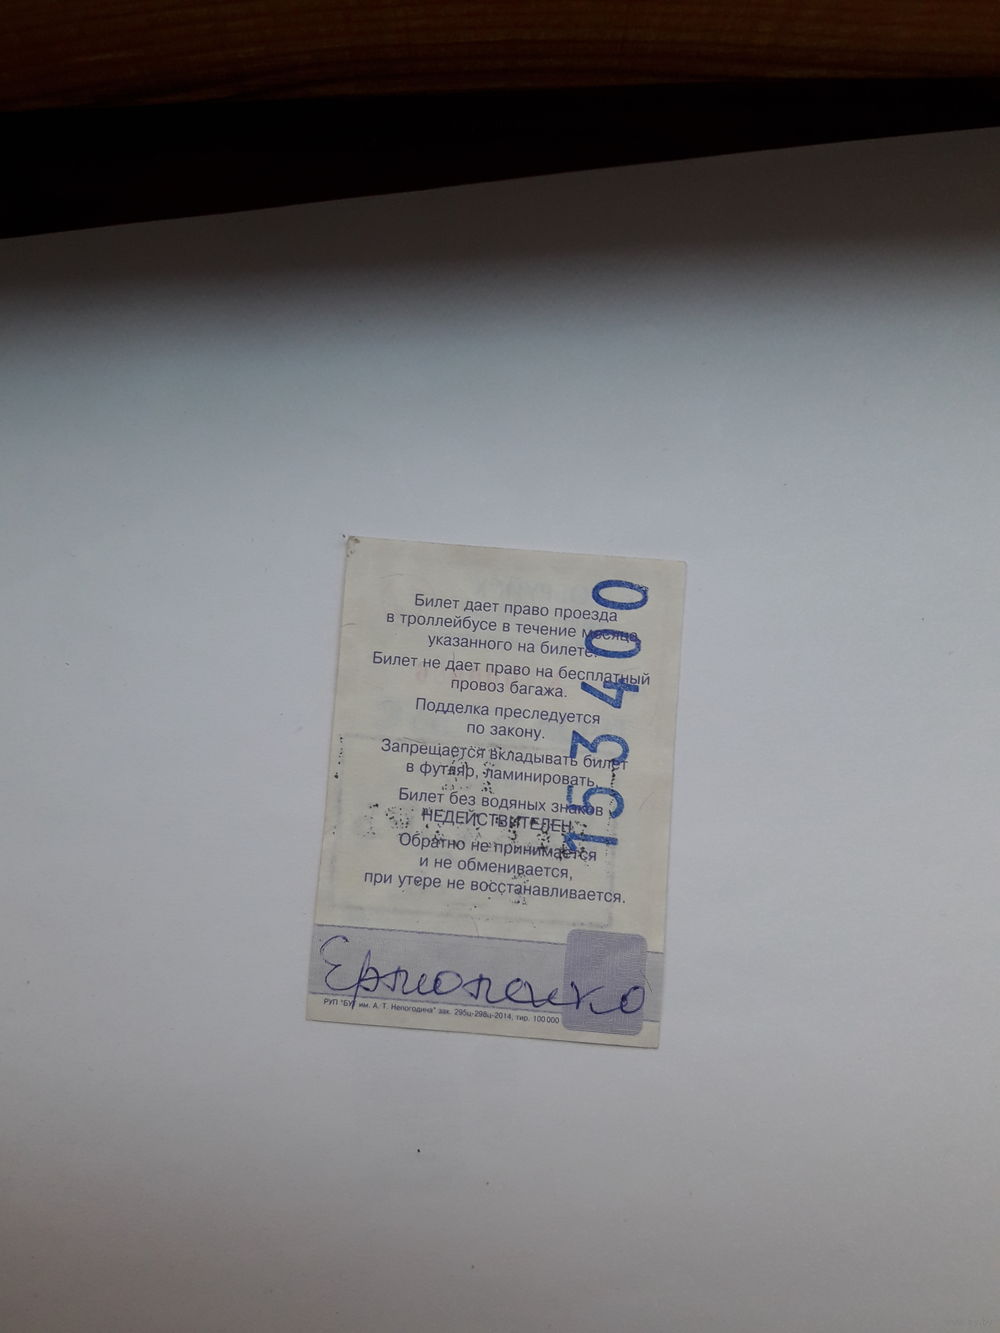 Билет дает право проезда
в троллейбусе в течение месяца
указанного на билете.
Билет не дает право на бесплатный
провоз багажа.
Подделка преследуется
по закону.
Запрещается вкладывать билет
в футляр, ламинировать.
Билет без водяных знаков
НЕДЕЙСТВИТЕЛЕН
Обратно не принимается
и не обменивается,
при утере не восстанавливается.
153 400
РУП "БУТ им. А. Т. Непогодина" зак. 295ц-298ц-2014, тир. 100 000